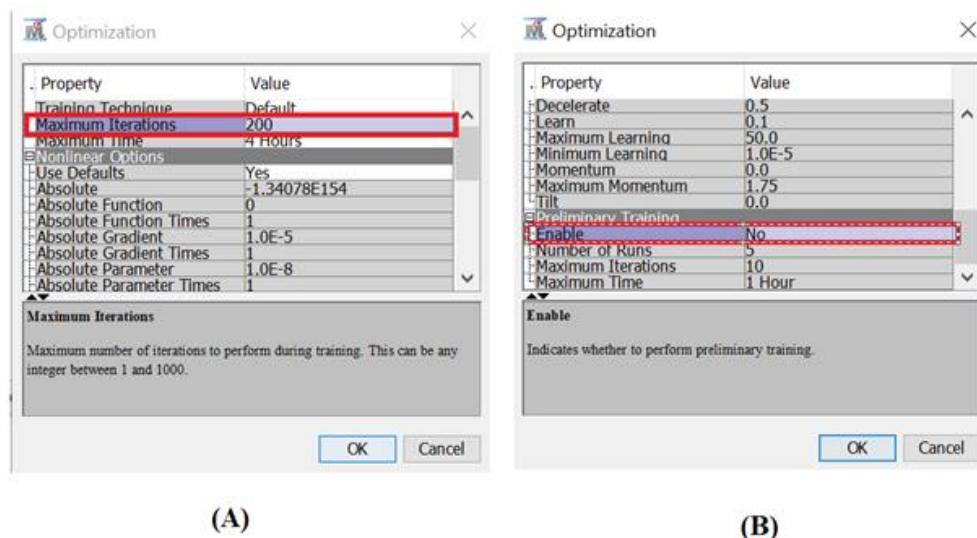 Optimization
. Property Value
Training Technique Default
Maximum Iterations 200
Maximum Time 4 Hours
Nonlinear Options
Use Defaults Yes
Absolute -1.34078E154
Absolute Function 0
Absolute Function Times 1
Absolute Gradient 1.0E-5
Absolute Gradient Times 1
Absolute Parameter 1.0E-8
Absolute Parameter Times 1
Maximum Iterations
Maximum number of iterations to perform during training. This can be any
integer between 1 and 1000.
OK Cancel
(A)
Optimization
. Property Value
Decelerate 0.5
Learn 0.1
Maximum Learning 50.0
Minimum Learning 1.0E-5
Momentum 0.0
Maximum Momentum 1.75
Tilt 0.0
Preliminary Training
Enable No
Number of Runs 5
Maximum Iterations 10
Maximum Time 1 Hour
Enable
Indicates whether to perform preliminary training.
OK Cancel
(B)